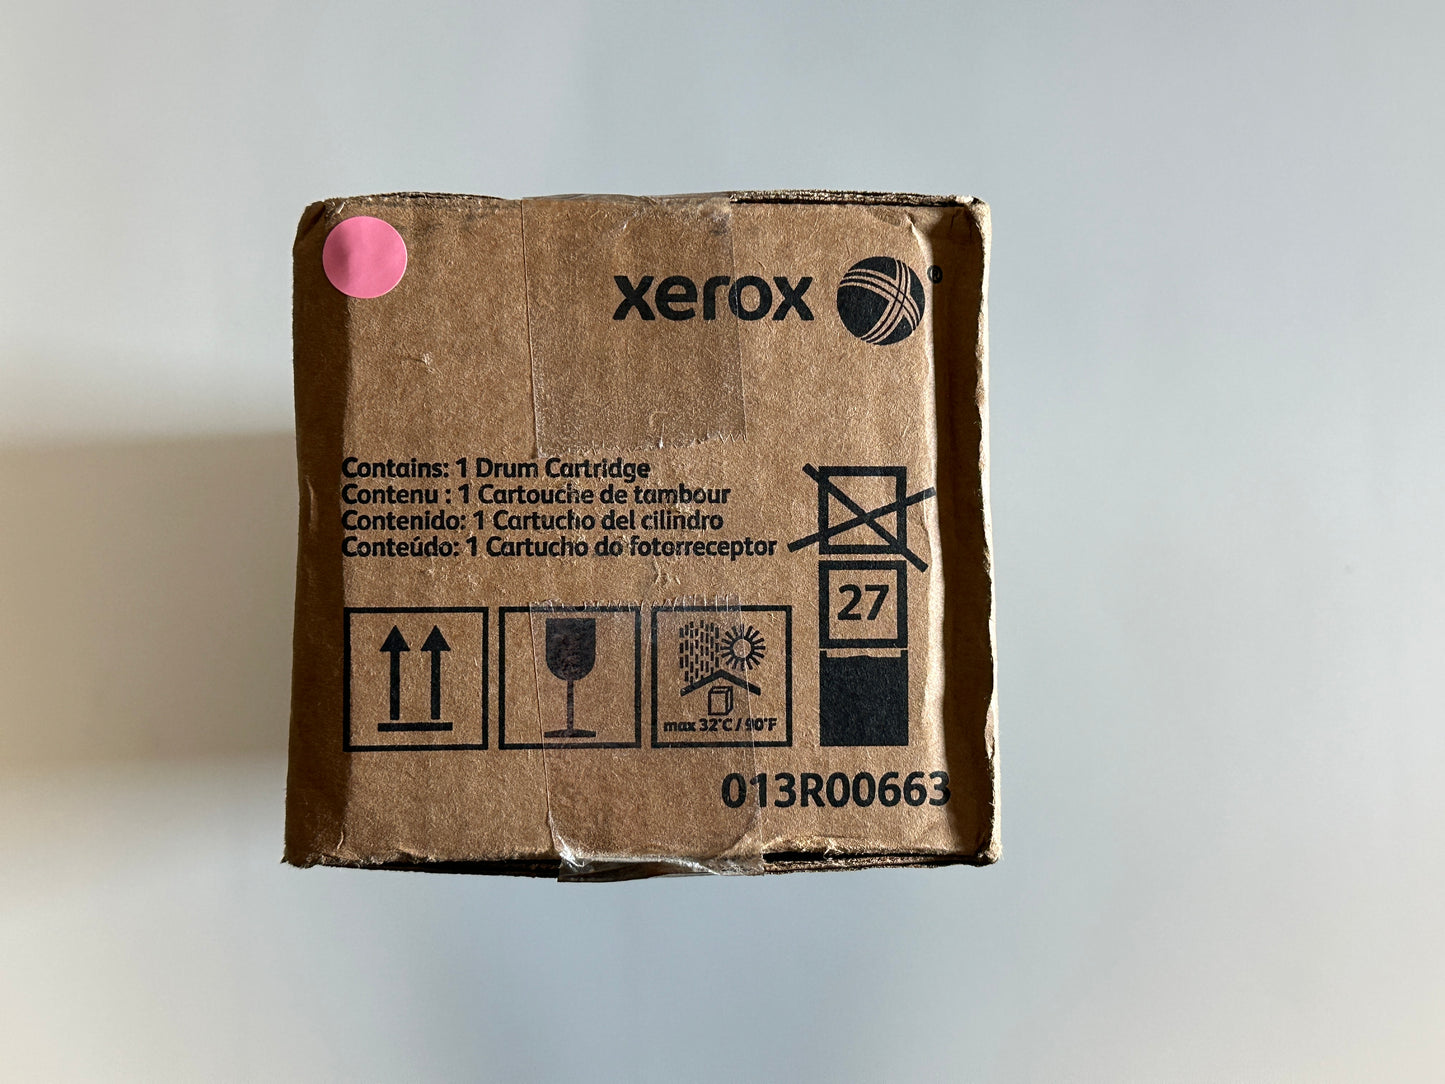 xerox ®
Contains: 1 Drum Cartridge
Contenu : 1 Cartouche de tambour
Contenido: 1 Cartucho del cilindro
Conteúdo: 1 Cartucho do fotorreceptor
27
max 32°C / 90°F
013R00663